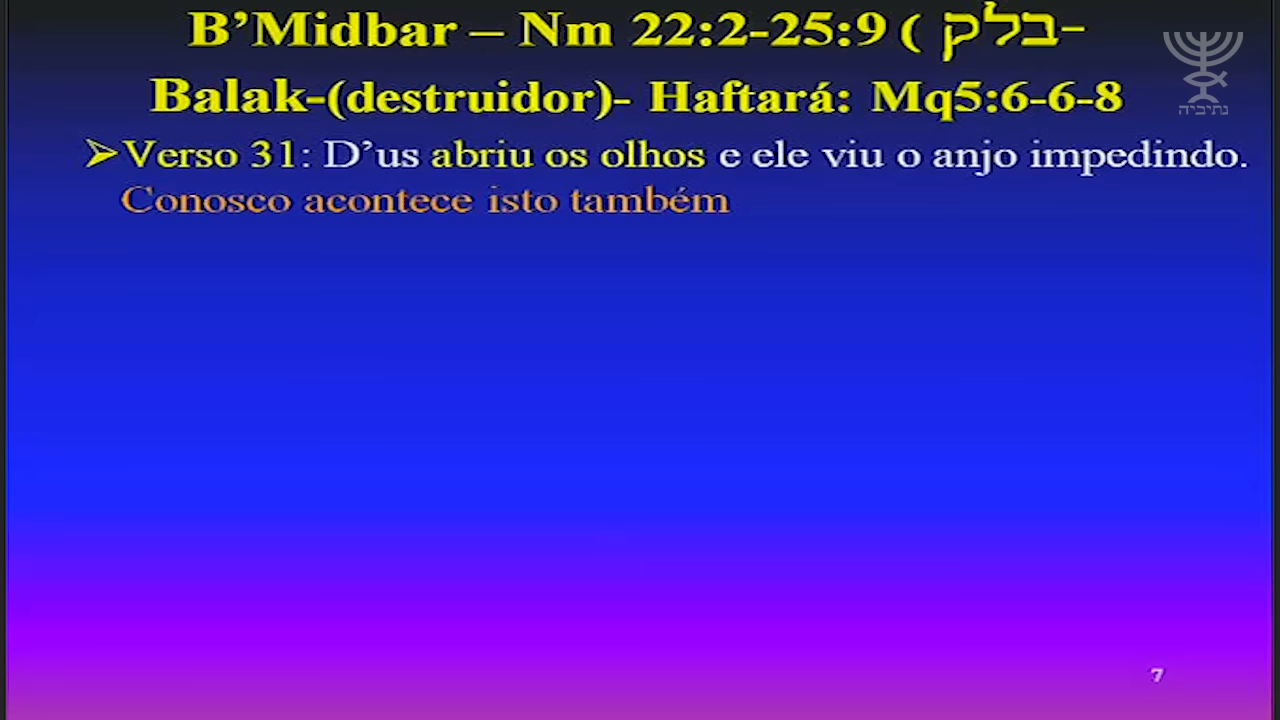 B’Midbar – Nm 22:2-25:9 ( בלק-
Balak-(destruidor)- Haftará: Mq5:6-6-8
נתיביה
➢Verso 31: D’us abriu os olhos e ele viu o anjo impedindo.
Conosco acontece isto também
7